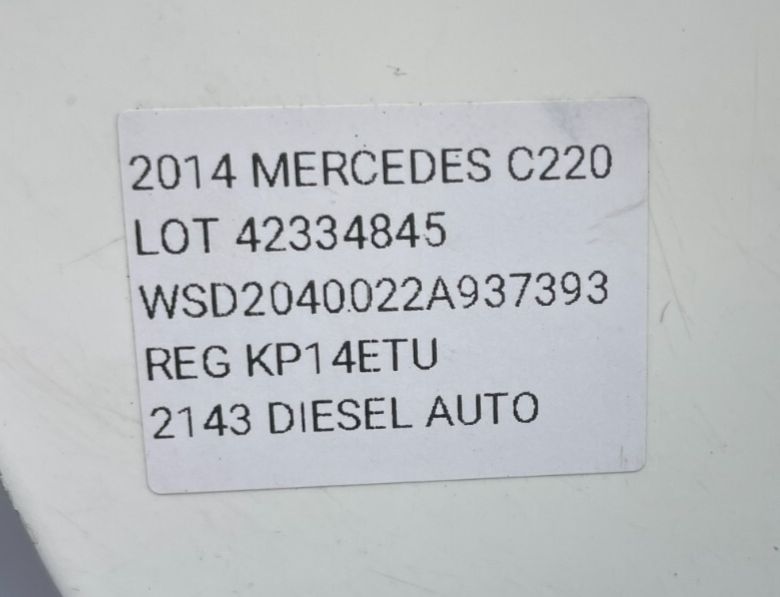 2014 MERCEDES C220
LOT 42334845
WSD2040022A937393
REG KP14ETU
2143 DIESEL AUTO